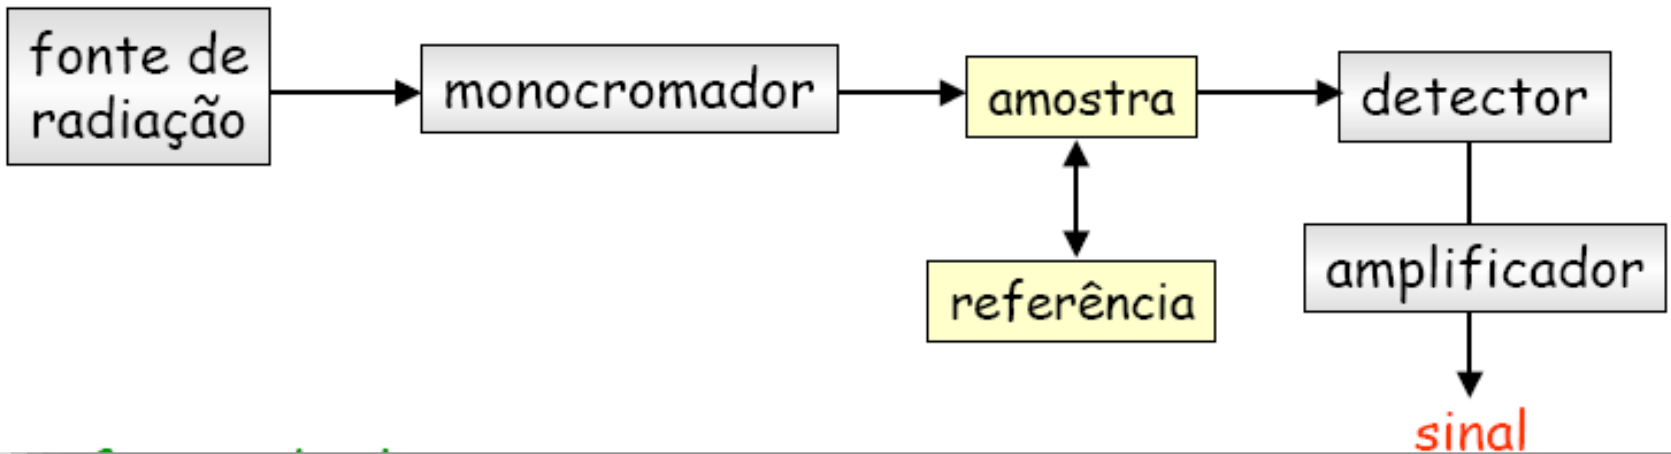 fonte de
radiação
monocromador
amostra
detector
referência
amplificador
sinal